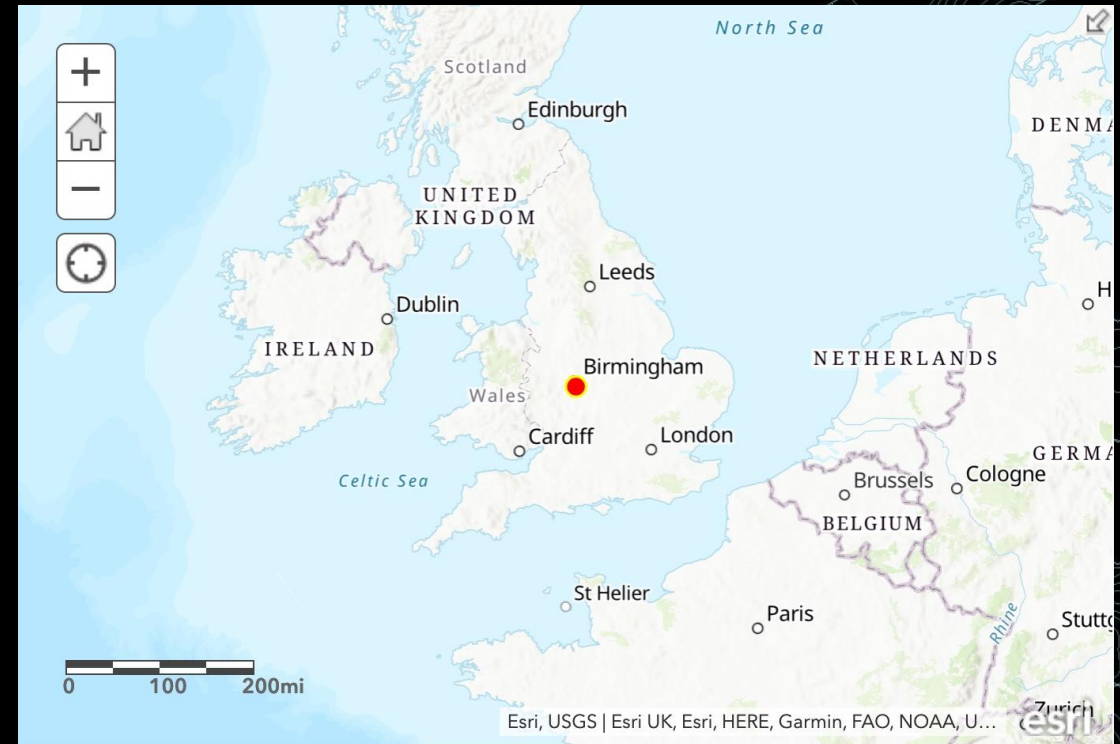 North Sea
Scotland
Edinburgh
DENMA
UNITED
KINGDOM
Leeds
H
Dublin
IRELAND
NETHERLANDS
Birmingham
Wales
Cardiff
London
GERMA
Celtic Sea
Brussels
Cologne
BELGIUM
St Helier
Paris
Rhine
Stuttg
0 100 200mi
Zurich
Esri, USGS | Esri UK, Esri, HERE, Garmin, FAO, NOAA, U...
esri